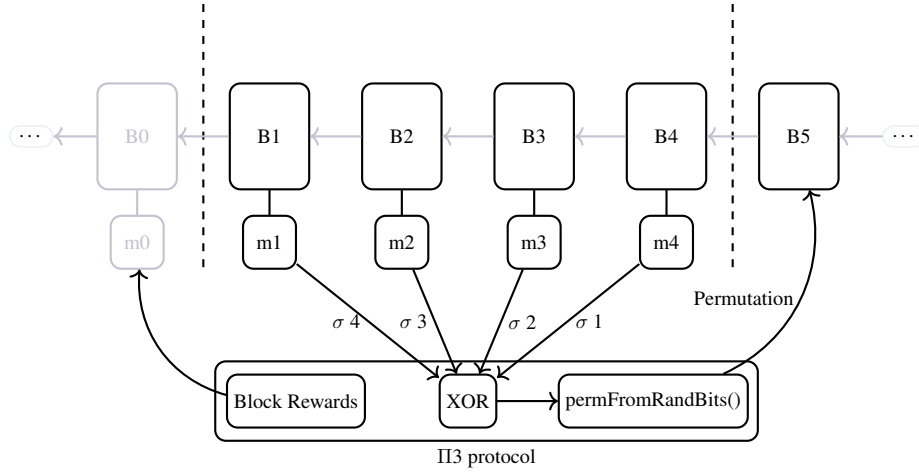 ...
B0
B1
B2
B3
B4
B5
...
m0
m1
m2
m3
m4
Permutation
σ 4
σ 3
σ 2
σ 1
Block Rewards
XOR
permFromRandBits()
Π3 protocol